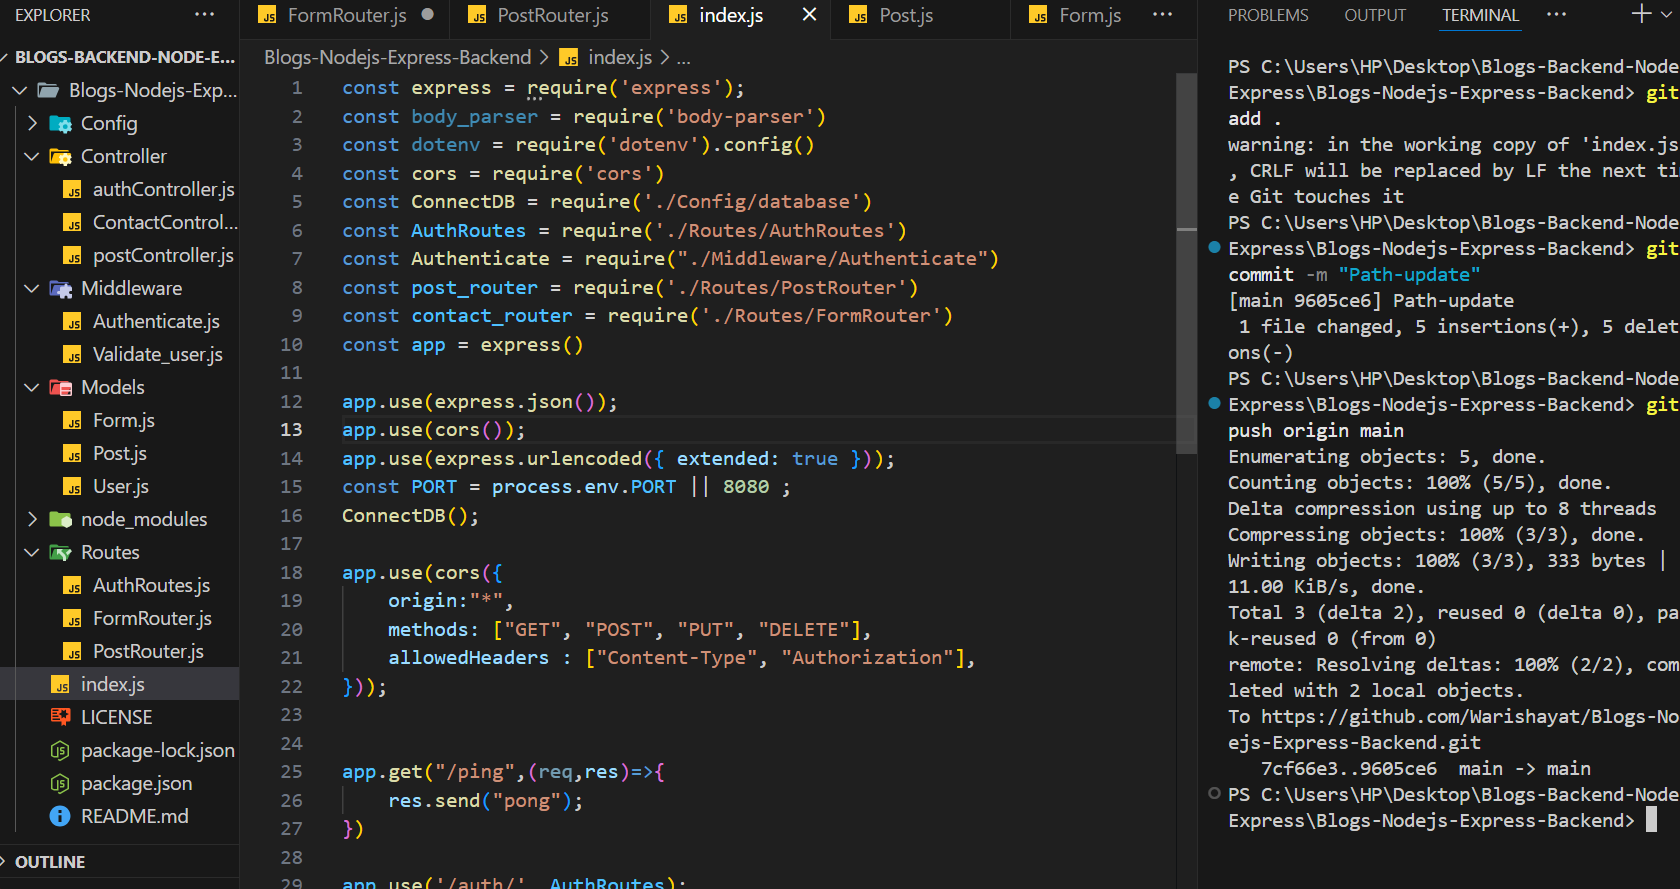 EXPLORER
BLOGS-BACKEND-NODE-E...
Blogs-Nodejs-Exp...
Config
Controller
authController.js
ContactControl...
postController.js
Middleware
Authenticate.js
Validate_user.js
Models
Form.js
Post.js
User.js
node_modules
Routes
AuthRoutes.js
FormRouter.js
PostRouter.js
index.js
LICENSE
package-lock.json
package.json
README.md
OUTLINE
FormRouter.js
PostRouter.js
index.js
Post.js
Form.js
Blogs-Nodejs-Express-Backend > index.js > ...
1 const express = require('express');
2 const body_parser = require('body-parser')
3 const dotenv = require('dotenv').config()
4 const cors = require('cors')
5 const ConnectDB = require('./Config/database')
6 const AuthRoutes = require('./Routes/AuthRoutes')
7 const Authenticate = require("./Middleware/Authenticate")
8 const post_router = require('./Routes/PostRouter')
9 const contact_router = require('./Routes/FormRouter')
10 const app = express()
11
12 app.use(express.json());
13 app.use(cors());
14 app.use(express.urlencoded({ extended: true }));
15 const PORT = process.env.PORT || 8080 ;
16 ConnectDB();
17
18 app.use(cors({
19 origin:"*",
20 methods: ["GET", "POST", "PUT", "DELETE"],
21 allowedHeaders : ["Content-Type", "Authorization"],
22 }));
23
24
25 app.get("/ping",(req,res)=>{
26 res.send("pong");
27 })
28
29 app.use('/auth/', AuthRoutes);
PROBLEMS OUTPUT TERMINAL
PS C:\Users\HP\Desktop\Blogs-Backend-Node
Express\Blogs-Nodejs-Express-Backend> git
add .
warning: in the working copy of 'index.js
, CRLF will be replaced by LF the next ti
e Git touches it
PS C:\Users\HP\Desktop\Blogs-Backend-Node
Express\Blogs-Nodejs-Express-Backend> git
commit -m "Path-update"
[main 9605ce6] Path-update
1 file changed, 5 insertions(+), 5 delet
ons(-)
PS C:\Users\HP\Desktop\Blogs-Backend-Node
Express\Blogs-Nodejs-Express-Backend> git
push origin main
Enumerating objects: 5, done.
Counting objects: 100% (5/5), done.
Delta compression using up to 8 threads
Compressing objects: 100% (3/3), done.
Writing objects: 100% (3/3), 333 bytes |
11.00 KiB/s, done.
Total 3 (delta 2), reused 0 (delta 0), pa
k-reused 0 (from 0)
remote: Resolving deltas: 100% (2/2), com
leted with 2 local objects.
To https://github.com/Warishayat/Blogs-No
ejs-Express-Backend.git
7cf66e3..9605ce6 main -> main
PS C:\Users\HP\Desktop\Blogs-Backend-Node
Express\Blogs-Nodejs-Express-Backend>